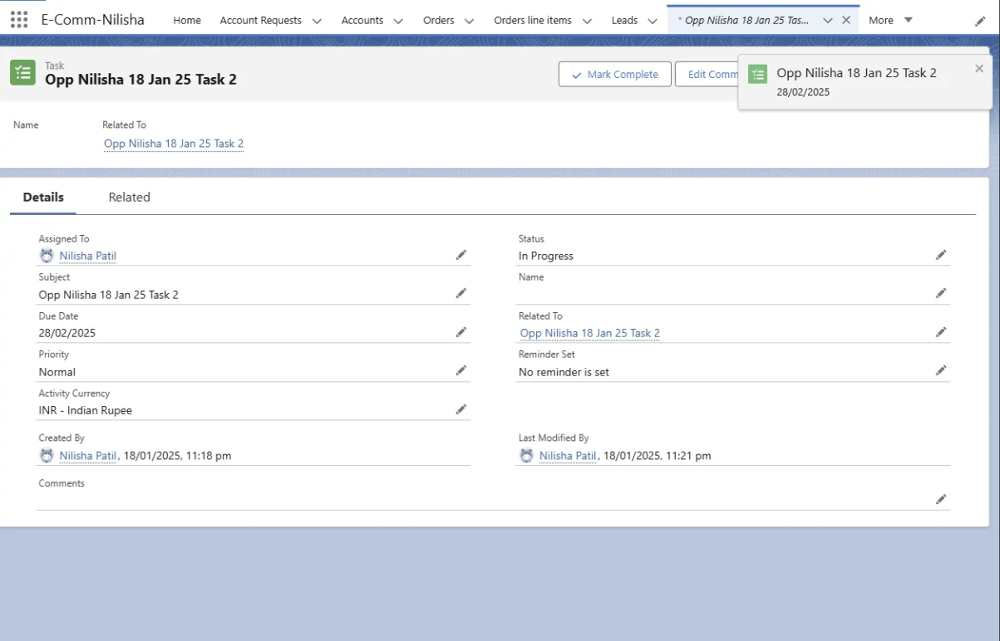 E-Comm-Nilisha Home Account Requests Accounts Orders Orders line items Leads * Opp Nilisha 18 Jan 25 Tas... More
Task
Opp Nilisha 18 Jan 25 Task 2
Mark Complete Edit Comm
Opp Nilisha 18 Jan 25 Task 2
28/02/2025
Name Related To
Opp Nilisha 18 Jan 25 Task 2
Details Related
Assigned To Status
Nilisha Patil In Progress
Subject Name
Opp Nilisha 18 Jan 25 Task 2
Due Date Related To
28/02/2025 Opp Nilisha 18 Jan 25 Task 2
Priority Reminder Set
Normal No reminder is set
Activity Currency
INR - Indian Rupee
Created By Last Modified By
Nilisha Patil, 18/01/2025, 11:18 pm Nilisha Patil, 18/01/2025, 11:21 pm
Comments